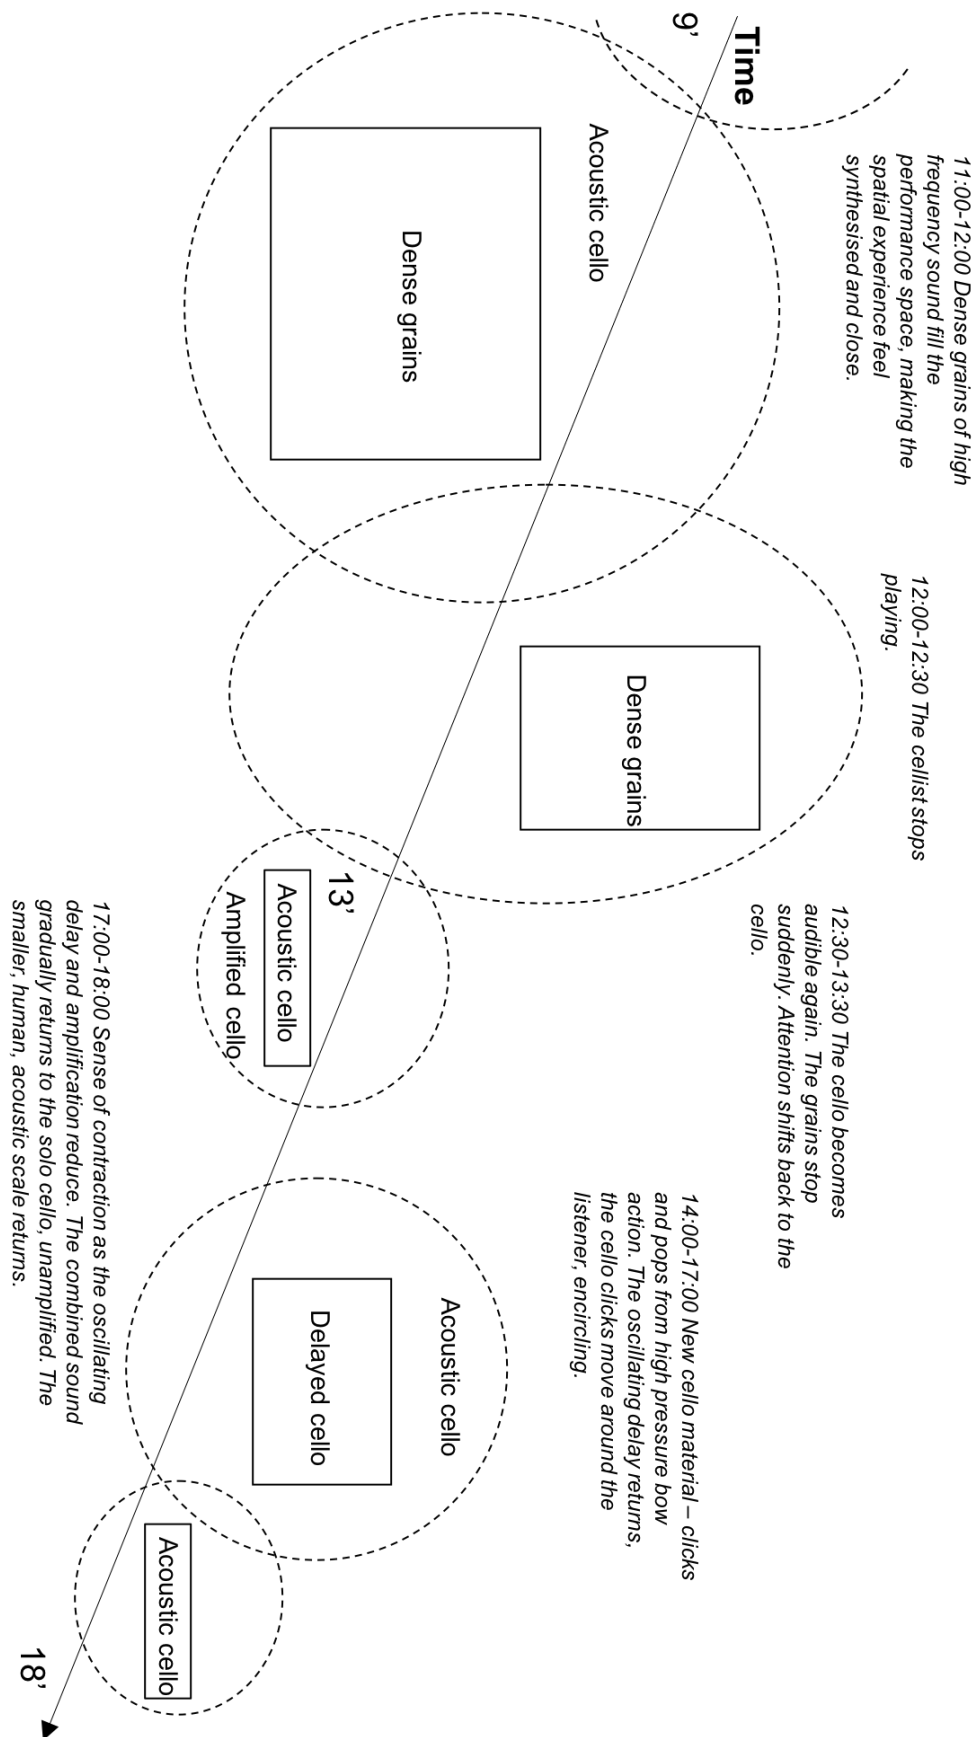 Time
9’
11:00-12:00 Dense grains of high
frequency sound fill the
performance space, making the
spatial experience feel
synthesised and close.
Acoustic cello
Dense grains
12:00-12:30 The cellist stops
playing.
Dense grains
12:30-13:30 The cello becomes
audible again. The grains stop
suddenly. Attention shifts back to the
cello.
13’
Acoustic cello
Amplified cello
14:00-17:00 New cello material – clicks
and pops from high pressure bow
action. The oscillating delay returns,
the cello clicks move around the
listener, encircling.
Acoustic cello
Delayed cello
17:00-18:00 Sense of contraction as the oscillating
delay and amplification reduce. The combined sound
gradually returns to the solo cello, unamplified. The
smaller, human, acoustic scale returns.
Acoustic cello
18’